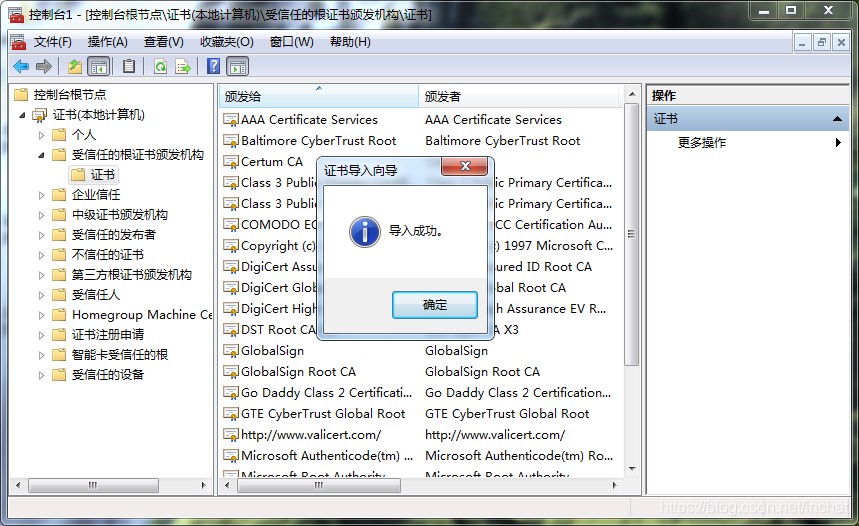 控制台1 - [控制台根节点\证书(本地计算机)\受信任的根证书颁发机构\证书]
文件(F) 操作(A) 查看(V) 收藏夹(O) 窗口(W) 帮助(H)
控制台根节点
证书(本地计算机)
个人
受信任的根证书颁发机构
证书
企业信任
中级证书颁发机构
受信任的发布者
不信任的证书
第三方根证书颁发机构
受信任人
Homegroup Machine Ce
证书注册申请
智能卡受信任的根
受信任的设备
颁发给 颁发者
AAA Certificate Services AAA Certificate Services
Baltimore CyberTrust Root Baltimore CyberTrust Root
Certum CA
Class 3 Publi ic Primary Certifica...
Class 3 Publi ic Primary Certifica...
COMODO EC CC Certification Au...
Copyright (c) 1997 Microsoft C...
DigiCert Assu ured ID Root CA
DigiCert Glob obal Root CA
DigiCert High h Assurance EV R...
DST Root CA A X3
GlobalSign GlobalSign
GlobalSign Root CA GlobalSign Root CA
Go Daddy Class 2 Certificati... Go Daddy Class 2 Certification...
GTE CyberTrust Global Root GTE CyberTrust Global Root
http://www.valicert.com/ http://www.valicert.com/
Microsoft Authenticode(tm) ... Microsoft Authenticode(tm) Ro...
Microsoft Root Authority Microsoft Root Authority
证书导入向导
导入成功。
确定
操作
证书
更多操作
https://blog.csdn.net/inchat